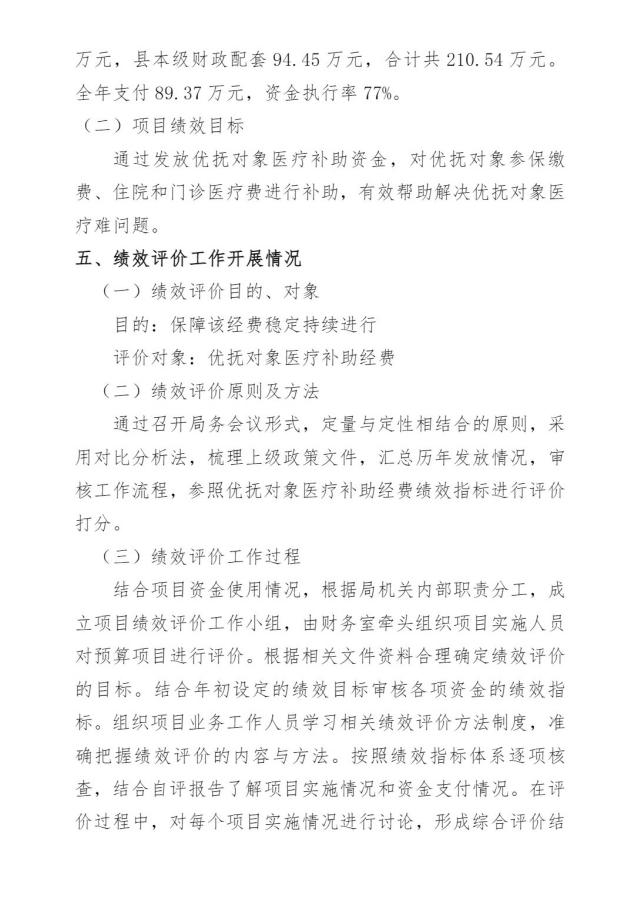 万元，县本级财政配套94.45万元，合计共210.54万元。
全年支付89.37万元，资金执行率77%。
（二）项目绩效目标
通过发放优抚对象医疗补助资金，对优抚对象参保缴
费、住院和门诊医疗费进行补助，有效帮助解决优抚对象医
疗难问题。
五、绩效评价工作开展情况
（一）绩效评价目的、对象
目的：保障该经费稳定持续进行
评价对象：优抚对象医疗补助经费
（二）绩效评价原则及方法
通过召开局务会议形式，定量与定性相结合的原则，采
用对比分析法，梳理上级政策文件，汇总历年发放情况，审
核工作流程，参照优抚对象医疗补助经费绩效指标进行评价
打分。
（三）绩效评价工作过程
结合项目资金使用情况，根据局机关内部职责分工，成
立项目绩效评价工作小组，由财务室牵头组织项目实施人员
对预算项目进行评价。根据相关文件资料合理确定绩效评价
的目标。结合年初设定的绩效目标审核各项资金的绩效指
标。组织项目业务工作人员学习相关绩效评价方法制度，准
确把握绩效评价的内容与方法。按照绩效指标体系逐项核
查，结合自评报告了解项目实施情况和资金支付情况。在评
价过程中，对每个项目实施情况进行讨论，形成综合评价结